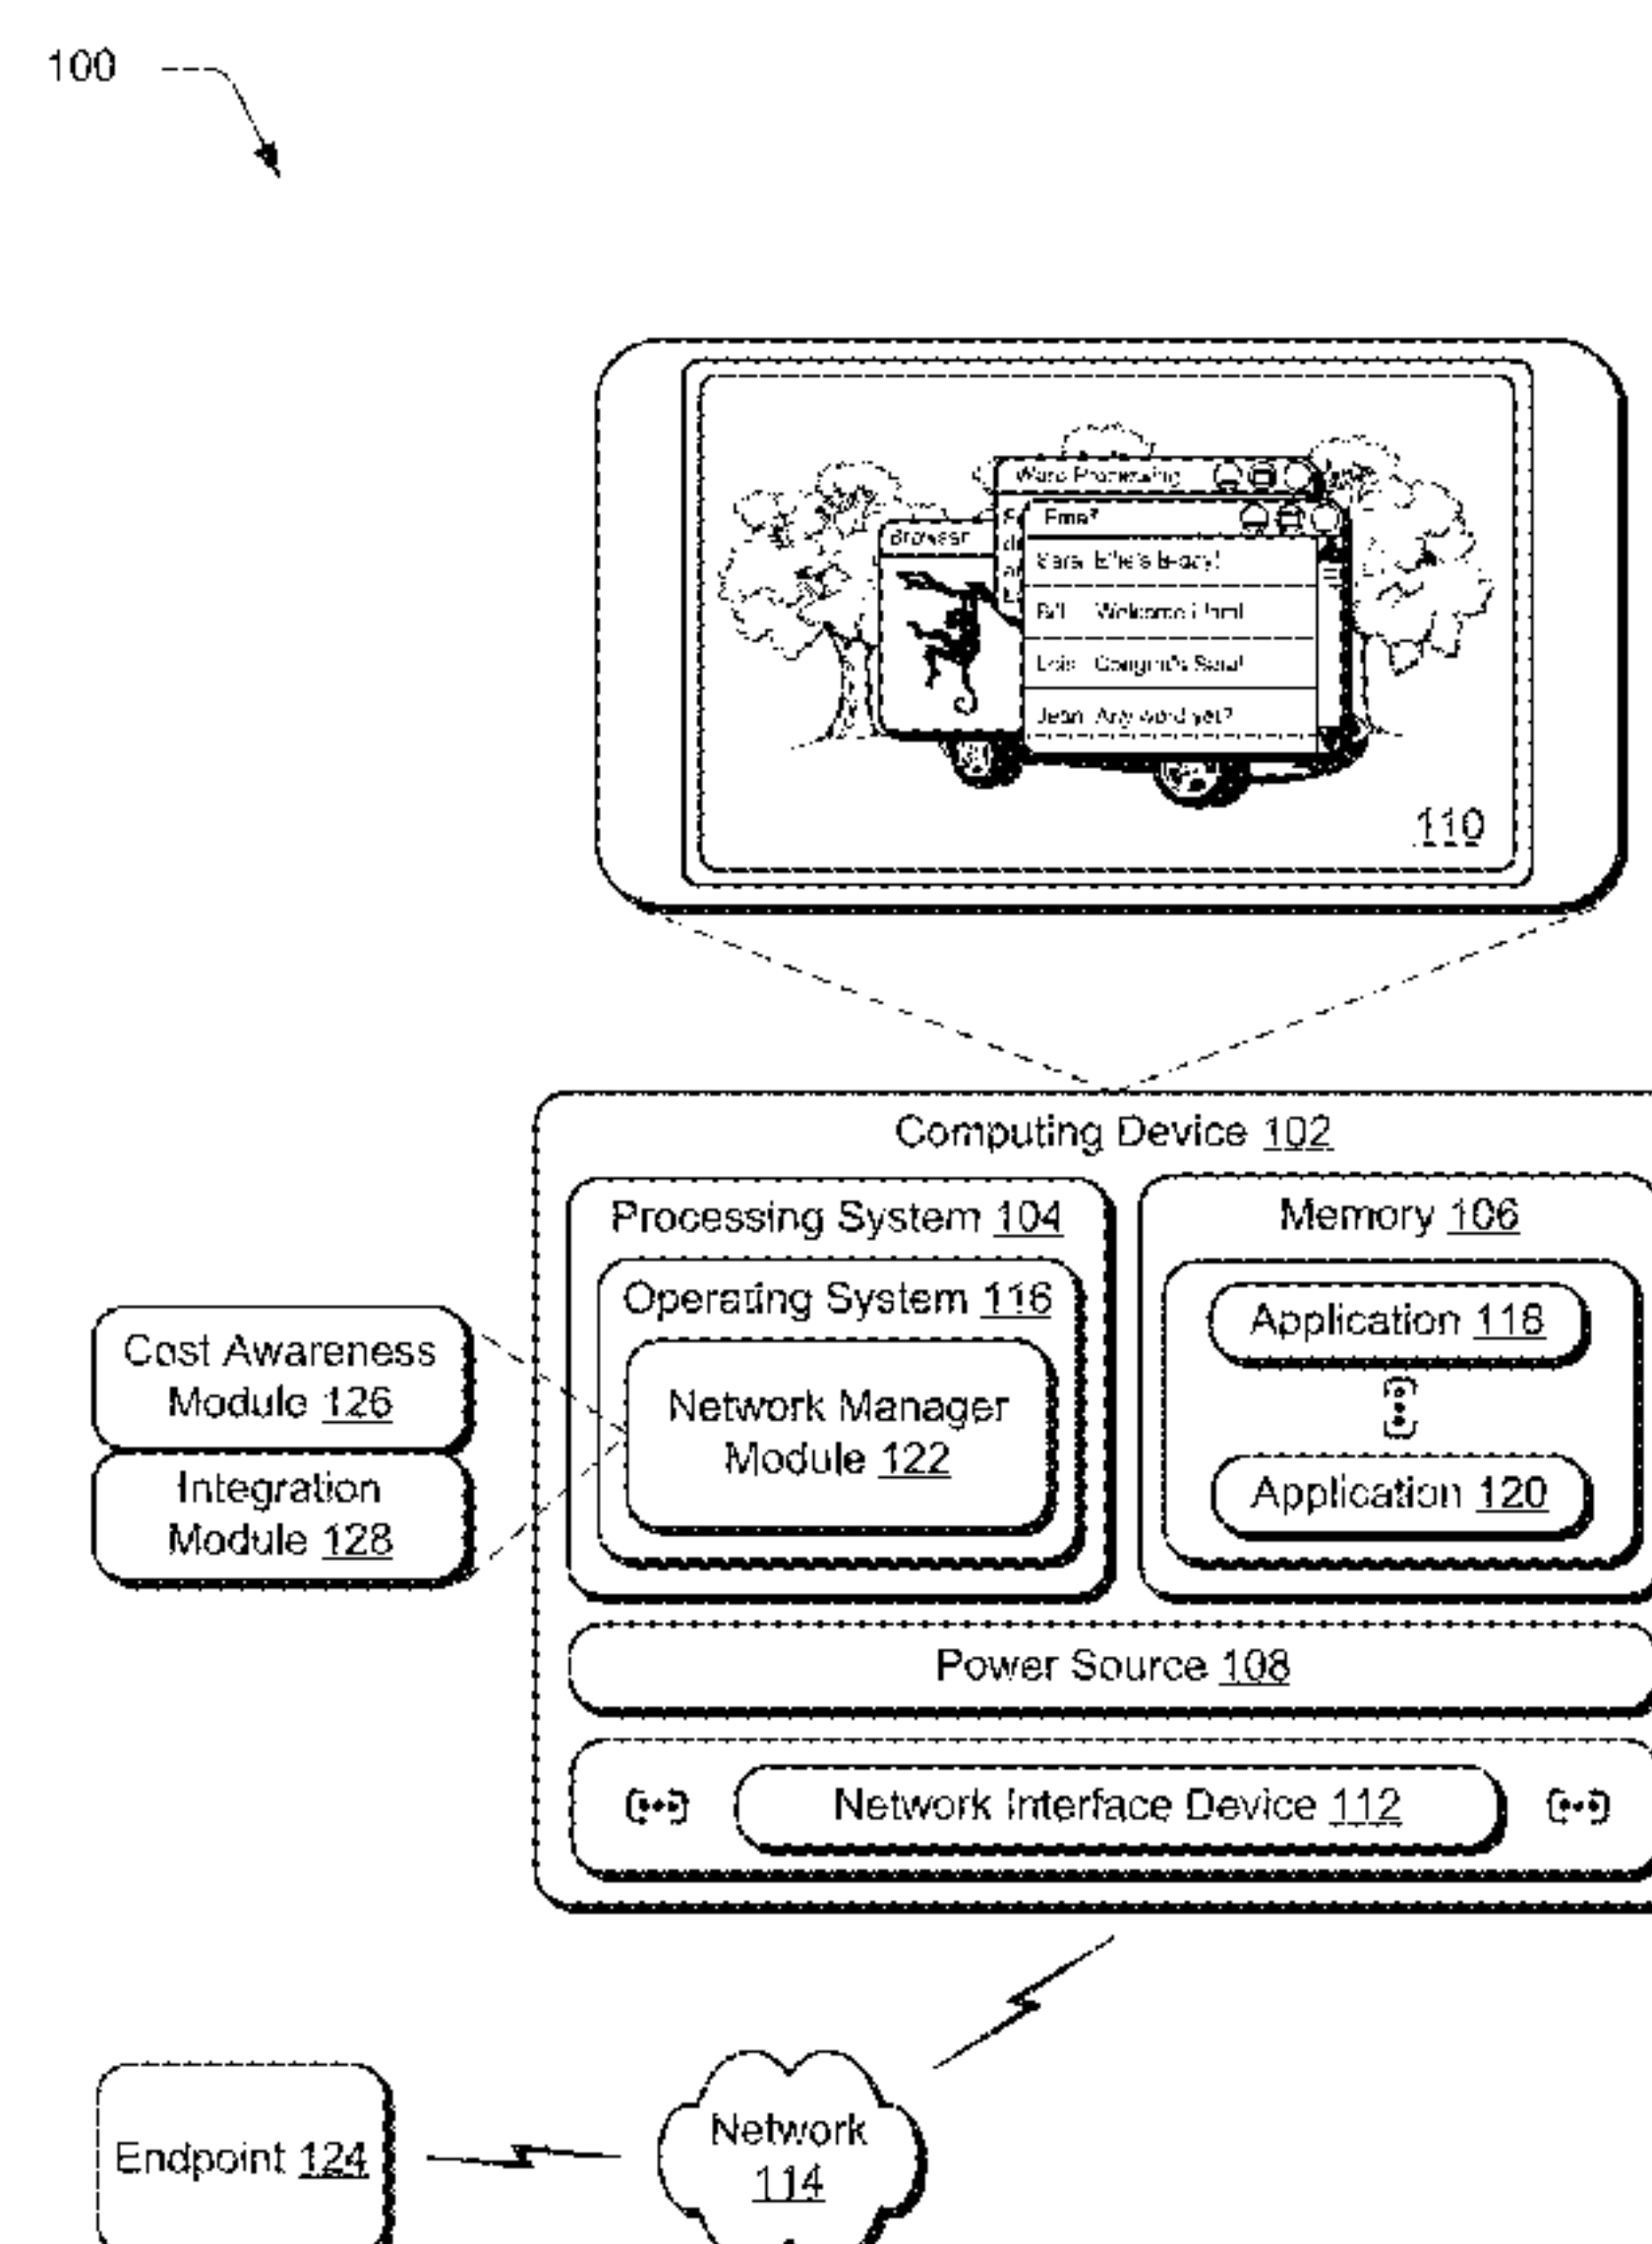 100
Word Processing
Email
Browser
Sara
Bill Welcome Home!
Lois Congrat's Sara!
Jean Any word yet?
110
Computing Device 102
Processing System 104
Memory 106
Operating System 116
Application 118
Cost Awareness
Module 126
Network Manager
Module 122
Integration
Module 128
Application 120
Power Source 108
Network Interface Device 112
Network
114
Endpoint 124